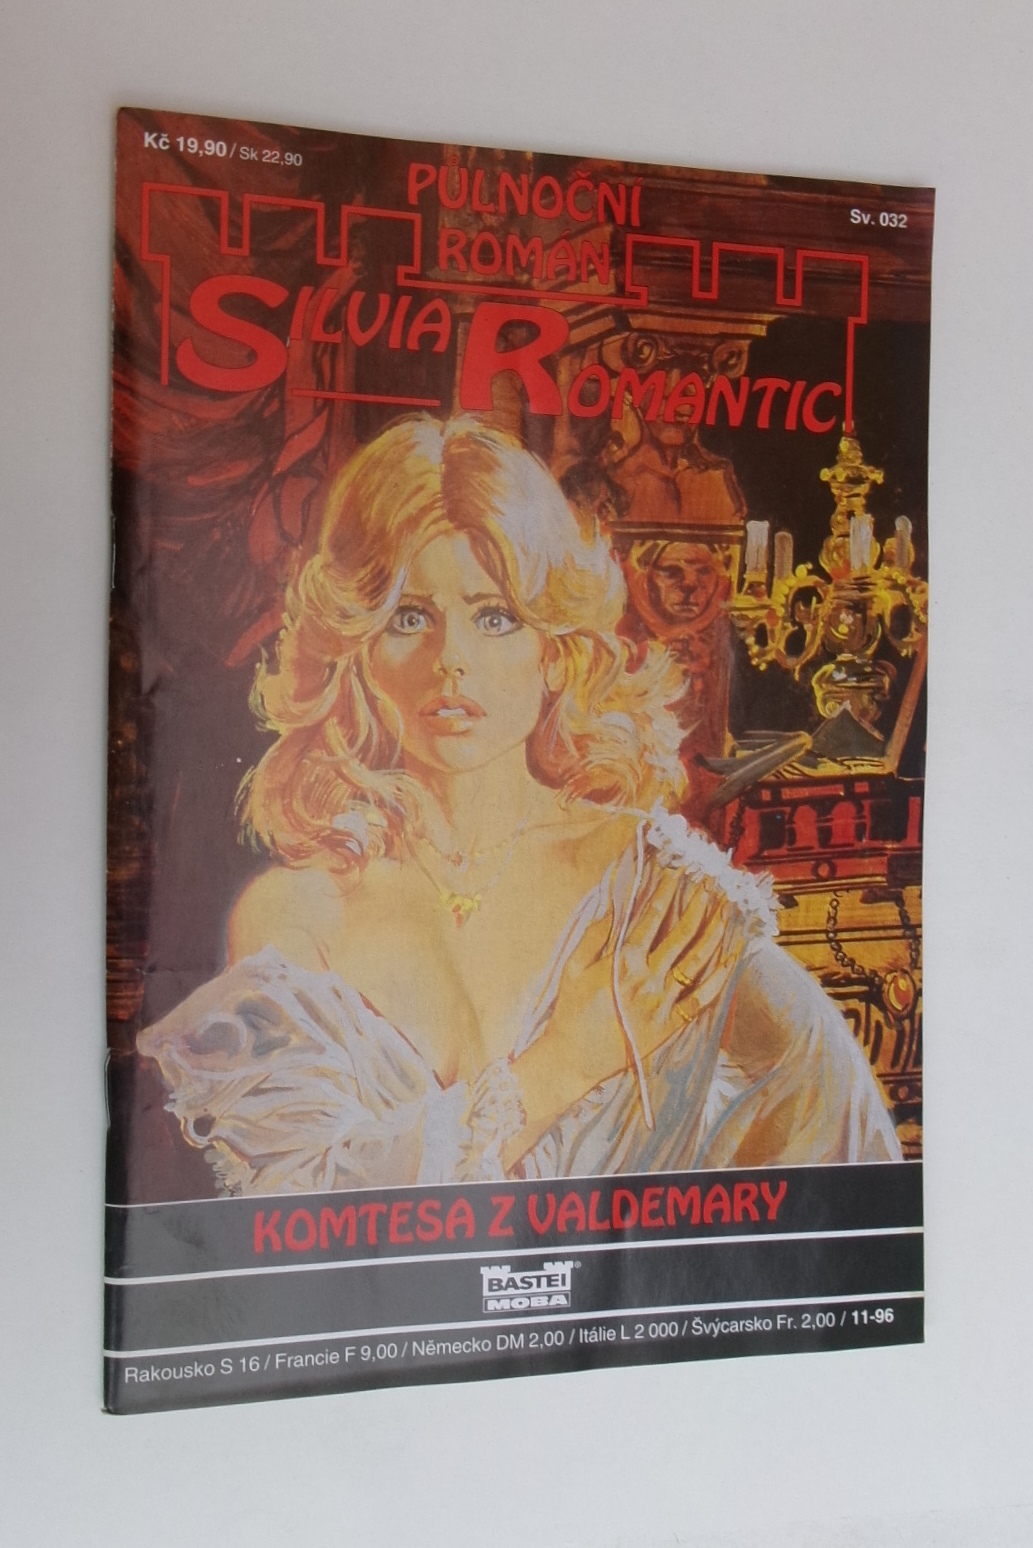 Kč 19,90 / Sk 22,90
PŮLNOČNÍ
ROMÁN
Sv. 032
SILVIA ROMANTIC
KOMTESA Z VALDEMARY
BASTEI®
MOBA
Rakousko S 16 / Francie F 9,00 / Německo DM 2,00 / Itálie L 2 000 / Švýcarsko Fr. 2,00 / 11-96